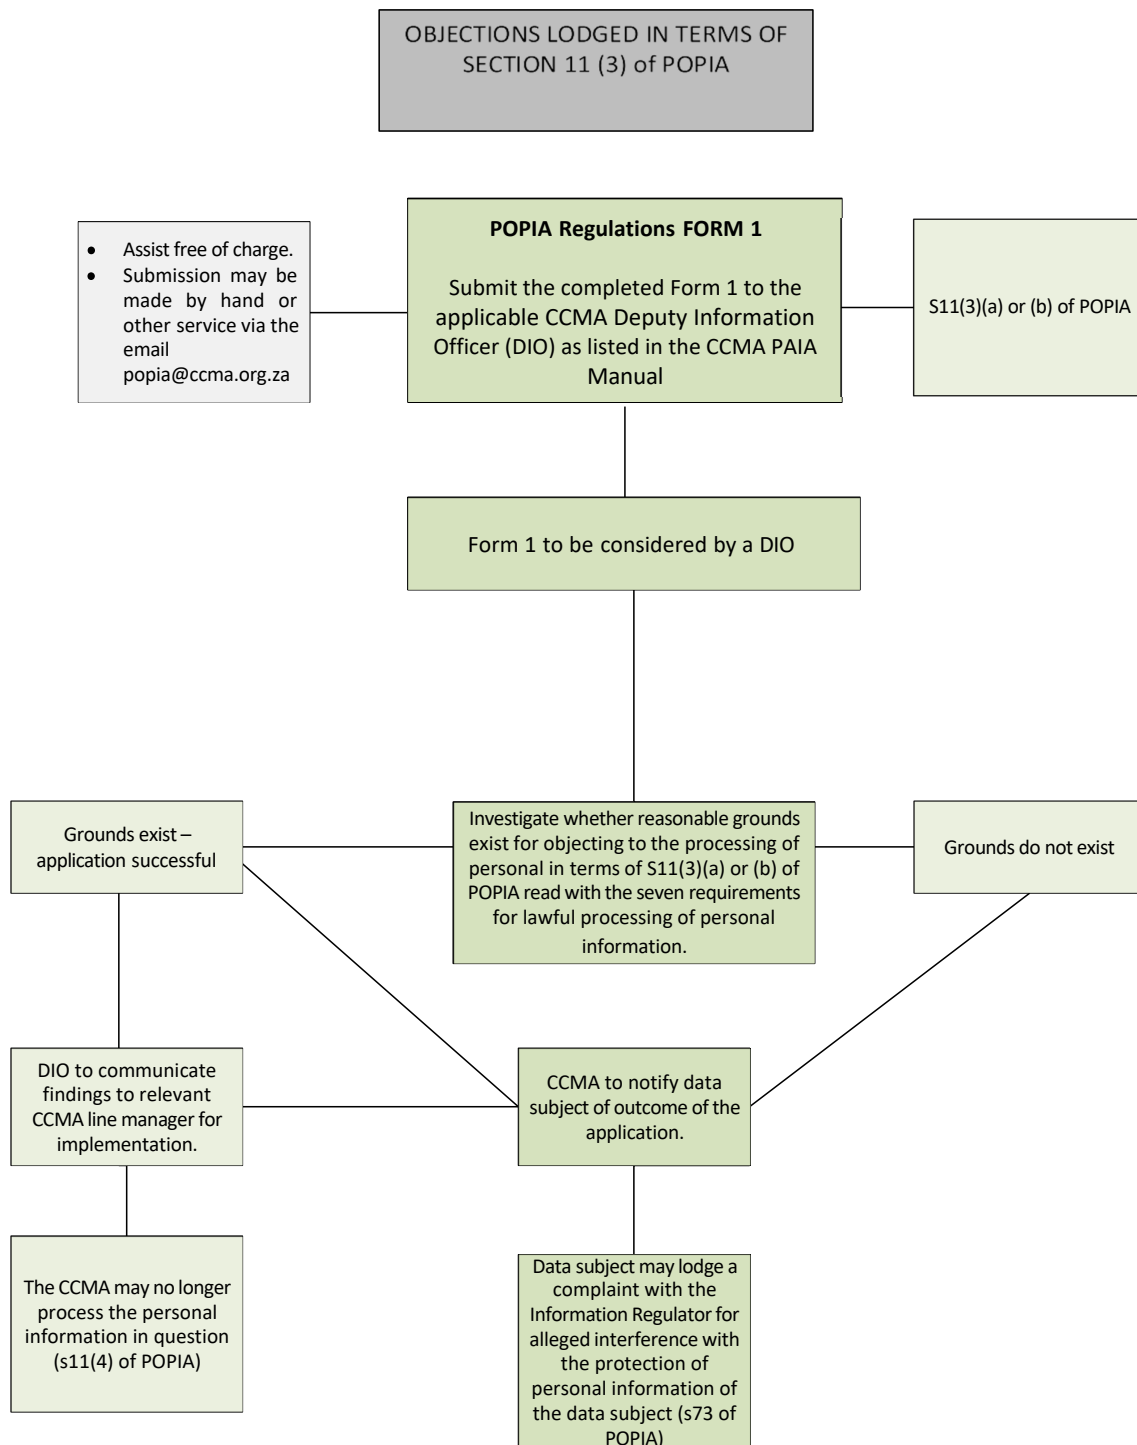 OBJECTIONS LODGED IN TERMS OF
SECTION 11 (3) of POPIA
• Assist free of charge.
• Submission may be
made by hand or
other service via the
email
popia@ccma.org.za
POPIA Regulations FORM 1
Submit the completed Form 1 to the
applicable CCMA Deputy Information
Officer (DIO) as listed in the CCMA PAIA
Manual
S11(3)(a) or (b) of POPIA
Form 1 to be considered by a DIO
Grounds exist –
application successful
Investigate whether reasonable grounds
exist for objecting to the processing of
personal in terms of S11(3)(a) or (b) of
POPIA read with the seven requirements
for lawful processing of personal
information.
Grounds do not exist
DIO to communicate
findings to relevant
CCMA line manager for
implementation.
CCMA to notify data
subject of outcome of the
application.
The CCMA may no longer
process the personal
information in question
(s11(4) of POPIA)
Data subject may lodge a
complaint with the
Information Regulator for
alleged interference with
the protection of
personal information of
the data subject (s73 of
POPIA)